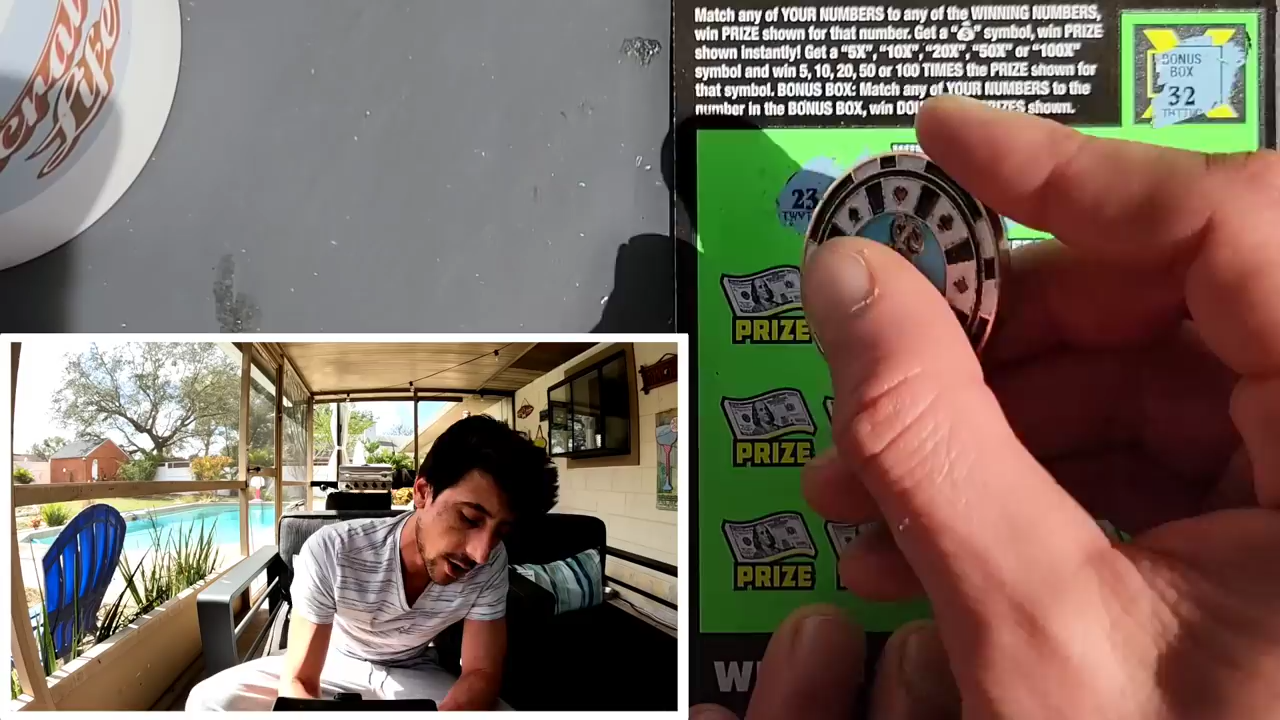 Match any of YOUR NUMBERS to any of the WINNING NUMBERS,
win PRIZE shown for that number. Get a "💰" symbol, win PRIZE
shown instantly! Get a "5X", "10X", "20X", "50X" or "100X"
symbol and win 5, 10, 20, 50 or 100 TIMES the PRIZE shown for
that symbol. BONUS BOX: Match any of YOUR NUMBERS to the
number in the BONUS BOX, win shown.
BONUS
BOX
32
23
PRIZE
PRIZE
PRIZE
Life